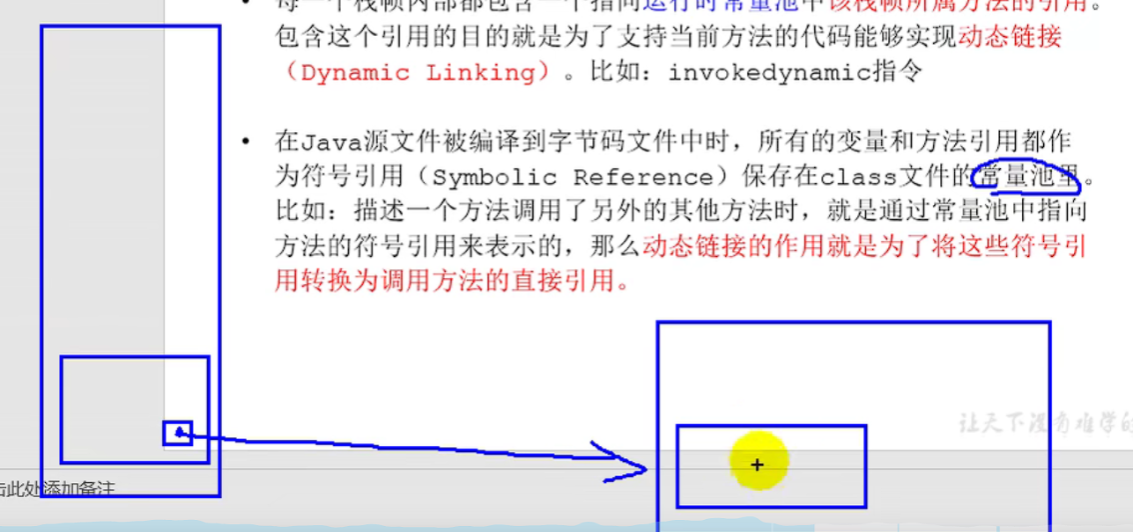 • 每一个栈帧内部都包含一个指向运行时常量池中该栈帧所属方法的引用。
包含这个引用的目的就是为了支持当前方法的代码能够实现动态链接
（Dynamic Linking）。比如：invokedynamic指令
• 在Java源文件被编译到字节码文件中时，所有的变量和方法引用都作
为符号引用（Symbolic Reference）保存在class文件的常量池里。
比如：描述一个方法调用了另外的其他方法时，就是通过常量池中指向
方法的符号引用来表示的，那么动态链接的作用就是为了将这些符号引
用转换为调用方法的直接引用。
让天下没有难学的
击此处添加备注